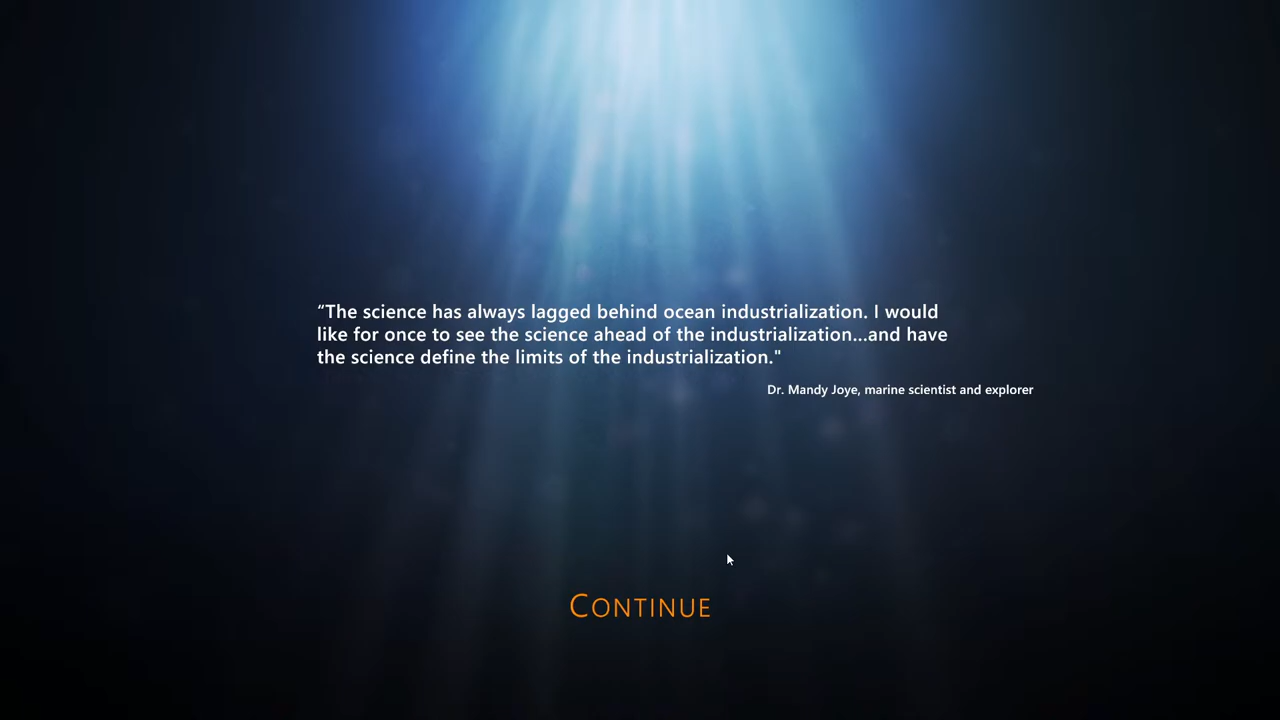 “The science has always lagged behind ocean industrialization. I would
like for once to see the science ahead of the industrialization...and have
the science define the limits of the industrialization."
Dr. Mandy Joye, marine scientist and explorer
CONTINUE